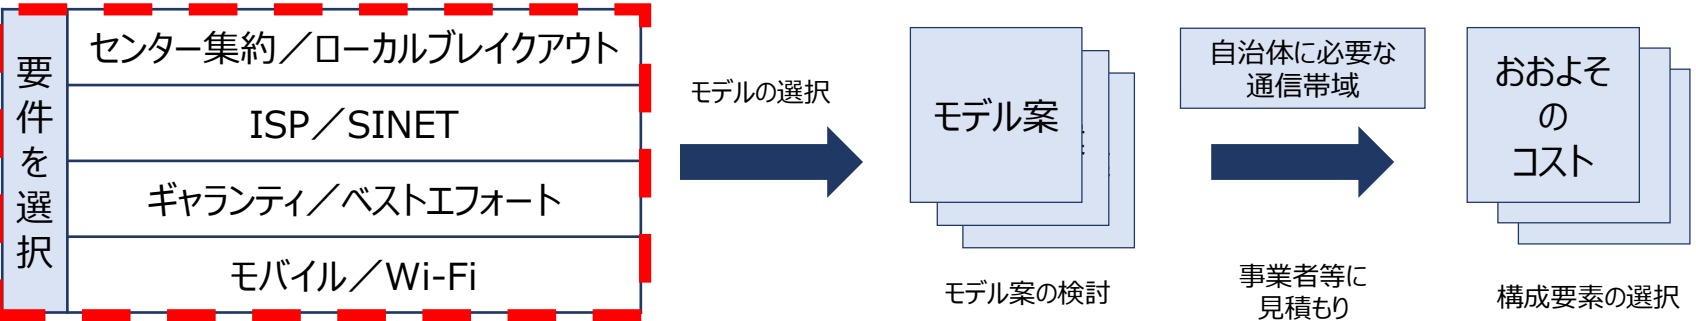 要件を選択
センター集約／ローカルブレイクアウト
ISP／SINET
ギャランティ／ベストエフォート
モバイル／Wi-Fi
モデルの選択
モデル案
モデル案の検討
自治体に必要な
通信帯域
事業者等に
見積もり
おおよそ
の
コスト
構成要素の選択